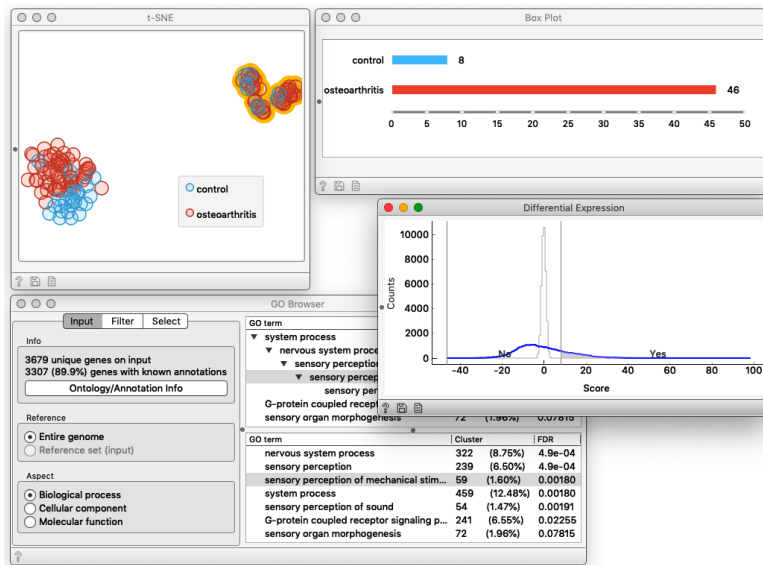 t-SNE
control
osteoarthritis
?
Box Plot
control 8
osteoarthritis 46
0 5 10 15 20 25 30 35 40 45 50
?
Differential Expression
10000
8000
6000
4000
2000
0
Counts
No Yes
-40 -20 0 20 40 60 80 100
Score
?
GO Browser
Input Filter Select
Info
3679 unique genes on input
3307 (89.9%) genes with known annotations
Ontology/Annotation Info
Reference
Entire genome
Reference set (input)
Aspect
Biological process
Cellular component
Molecular function
GO term
system process
nervous system proce
sensory perception
sensory percep
sensory per
G-protein coupled recept
sensory organ morphogenesis 72 (1.96%) 0.07815
GO term Cluster FDR
nervous system process 322 (8.75%) 4.9e-04
sensory perception 239 (6.50%) 4.9e-04
sensory perception of mechanical stim... 59 (1.60%) 0.00180
system process 459 (12.48%) 0.00180
sensory perception of sound 54 (1.47%) 0.00191
G-protein coupled receptor signaling p... 241 (6.55%) 0.02255
sensory organ morphogenesis 72 (1.96%) 0.07815
?